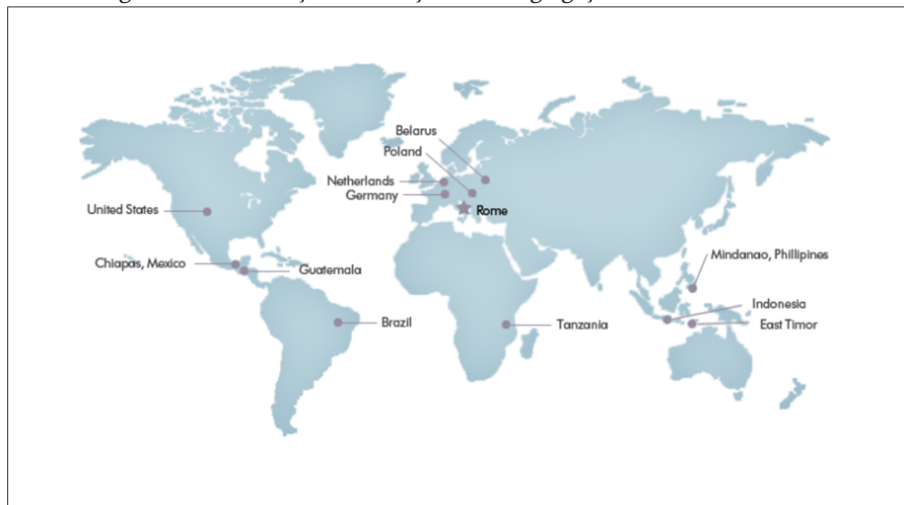 Belarus
Poland
Netherlands
Germany
Rome
United States
Chiapas, Mexico
Guatemala
Mindanao, Phillipines
Indonesia
Brazil
Tanzania
East Timor